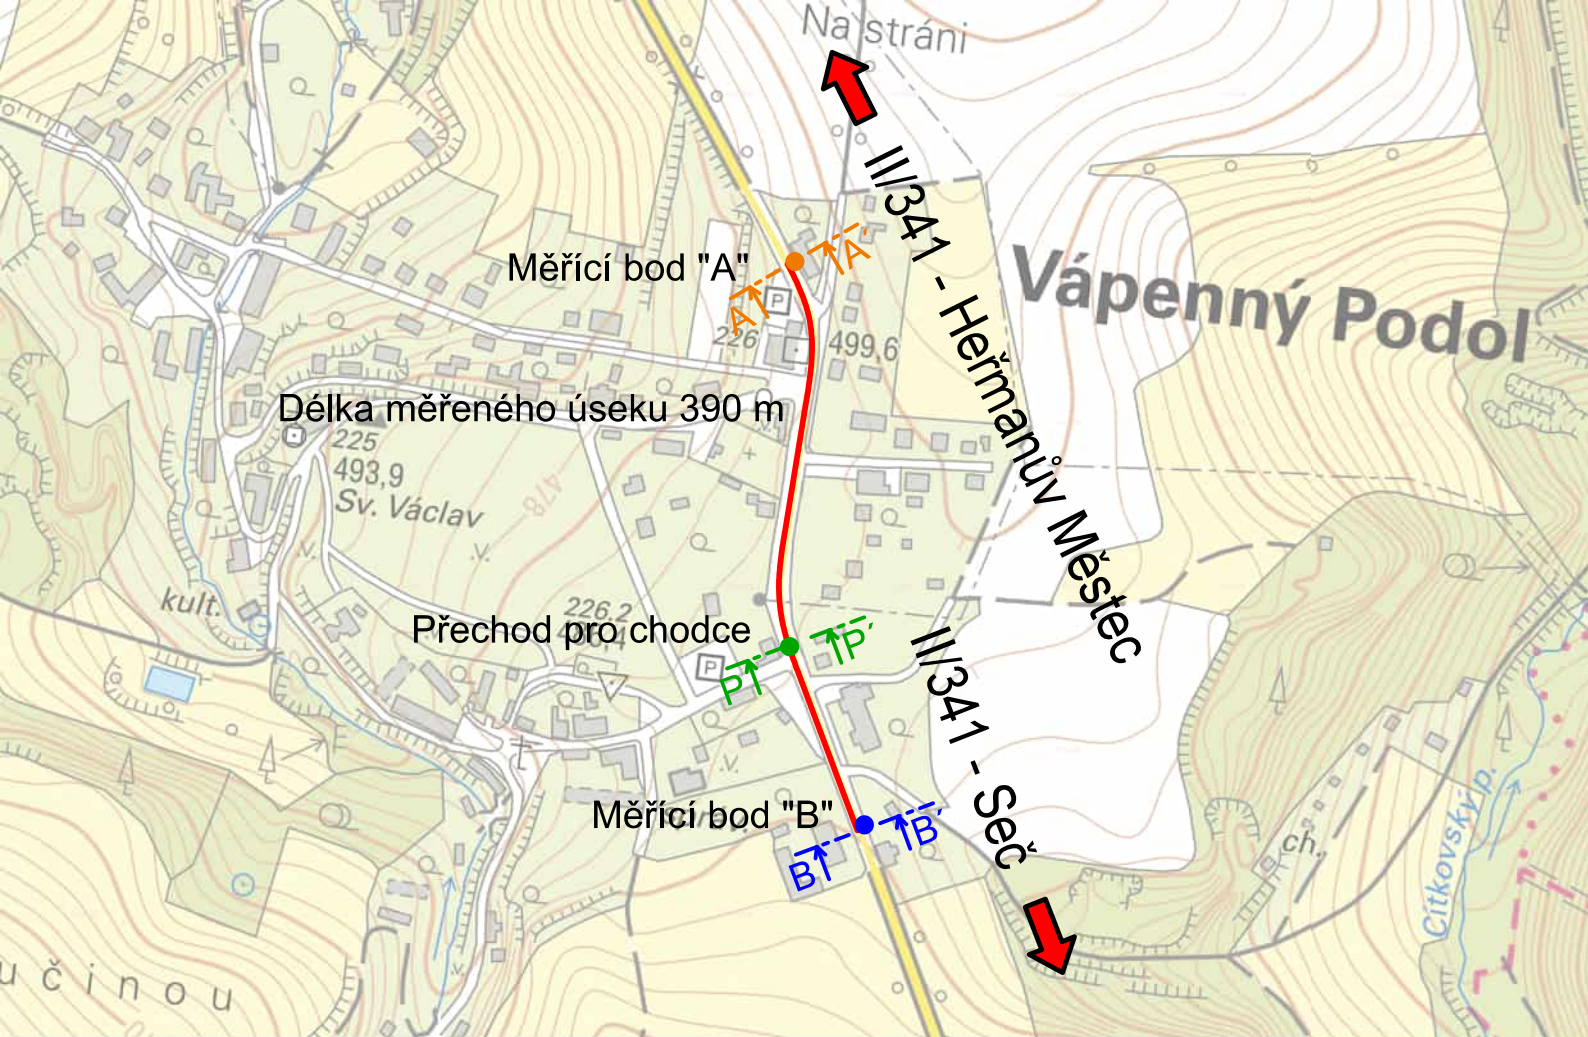 Na stráni
II/341 - Heřmanův Městec
Vápenný Podol
Měřící bod "A"
A
A´
P
226
499,6
Délka měřeného úseku 390 m
225
493,9
Sv. Václav
478
kult.
226.2
Přechod pro chodce
P
P
P´
II/341 - Seč
Měřící bod "B"
B
B´
ch.
Cítkovský p.
učinou